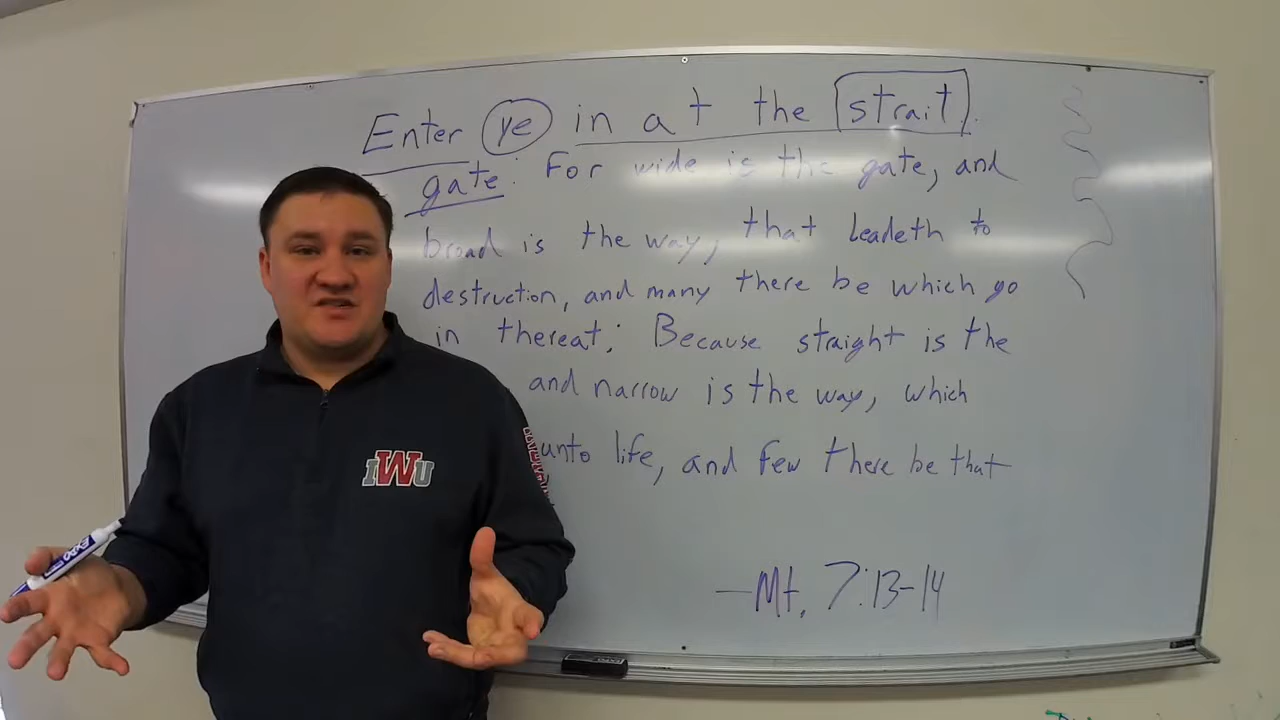 Enter ye in at the strait
gate: For wide is the gate, and
broad is the way, that leadeth to
destruction, and many there be which go
in thereat; Because straight is the
and narrow is the way, which
unto life, and few there be that
—Mt. 7:13-14
IWU
EXPO
EXPO